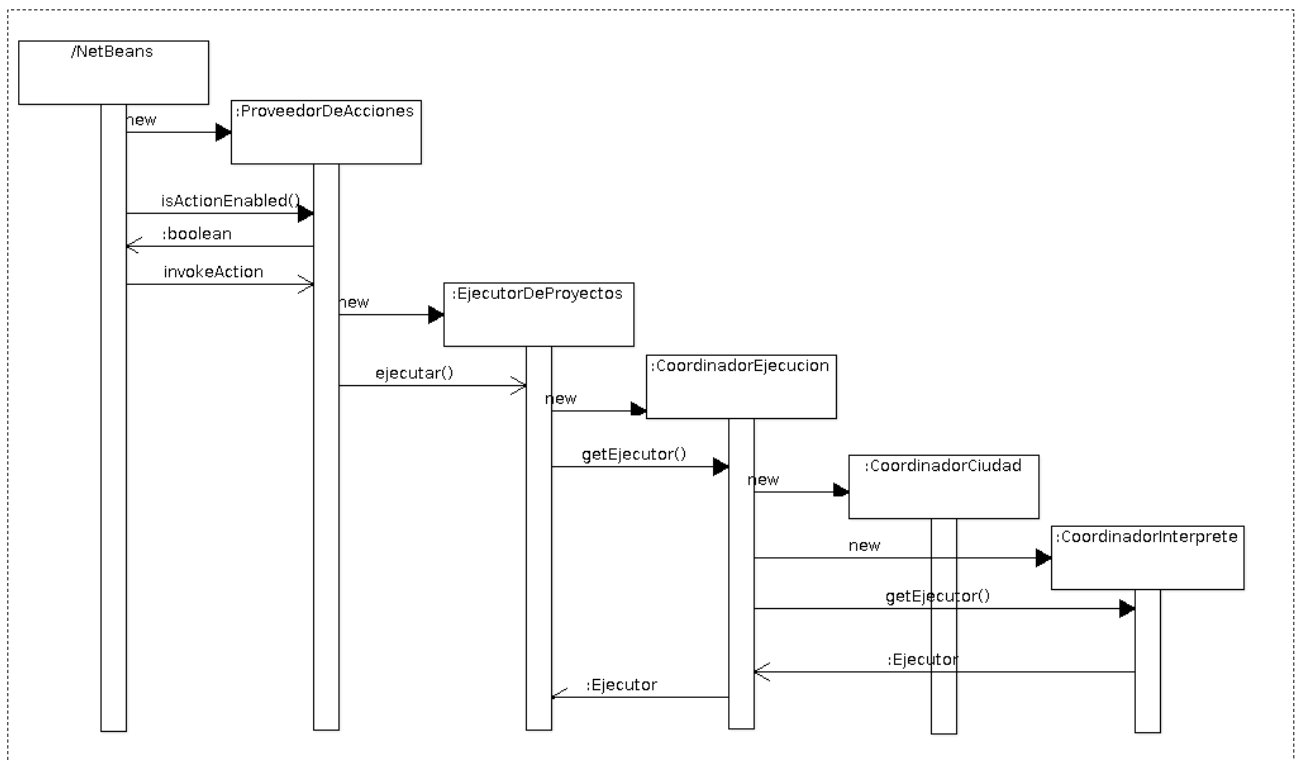 /NetBeans
:ProveedorDeAcciones
new
isActionEnabled()
:boolean
invokeAction
:EjecutorDeProyectos
new
:CoordinadorEjecucion
ejecutar()
new
getEjecutor()
:CoordinadorCiudad
new
:CoordinadorInterprete
new
getEjecutor()
:Ejecutor
:Ejecutor